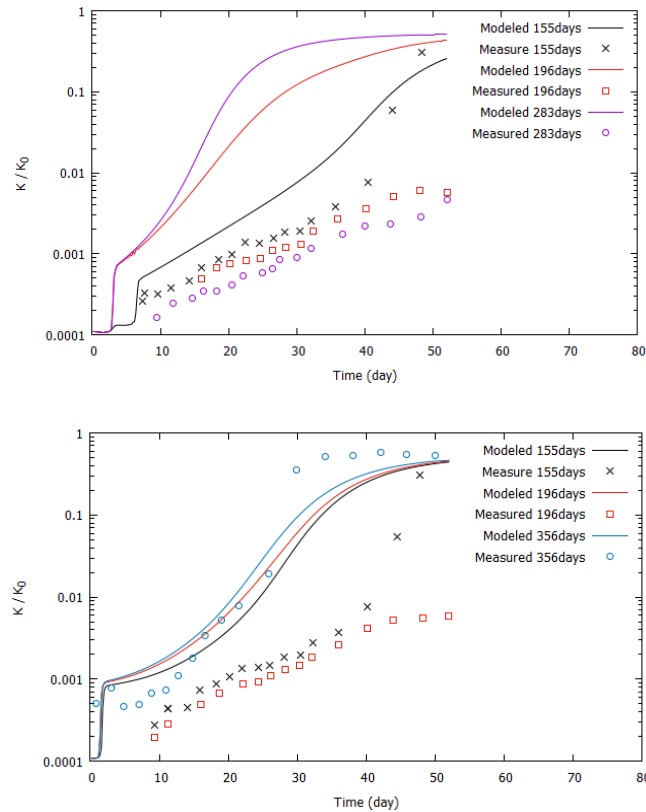 1
0.1
0.01
0.001
0.0001
K / K0
0 10 20 30 40 50 60 70 80
Time (day)
Modeled 155days
Measure 155days
Modeled 196days
Measured 196days
Modeled 283days
Measured 283days
1
0.1
0.01
0.001
0.0001
K / K0
0 10 20 30 40 50 60 70 80
Time (day)
Modeled 155days
Measure 155days
Modeled 196days
Measured 196days
Modeled 356days
Measured 356days